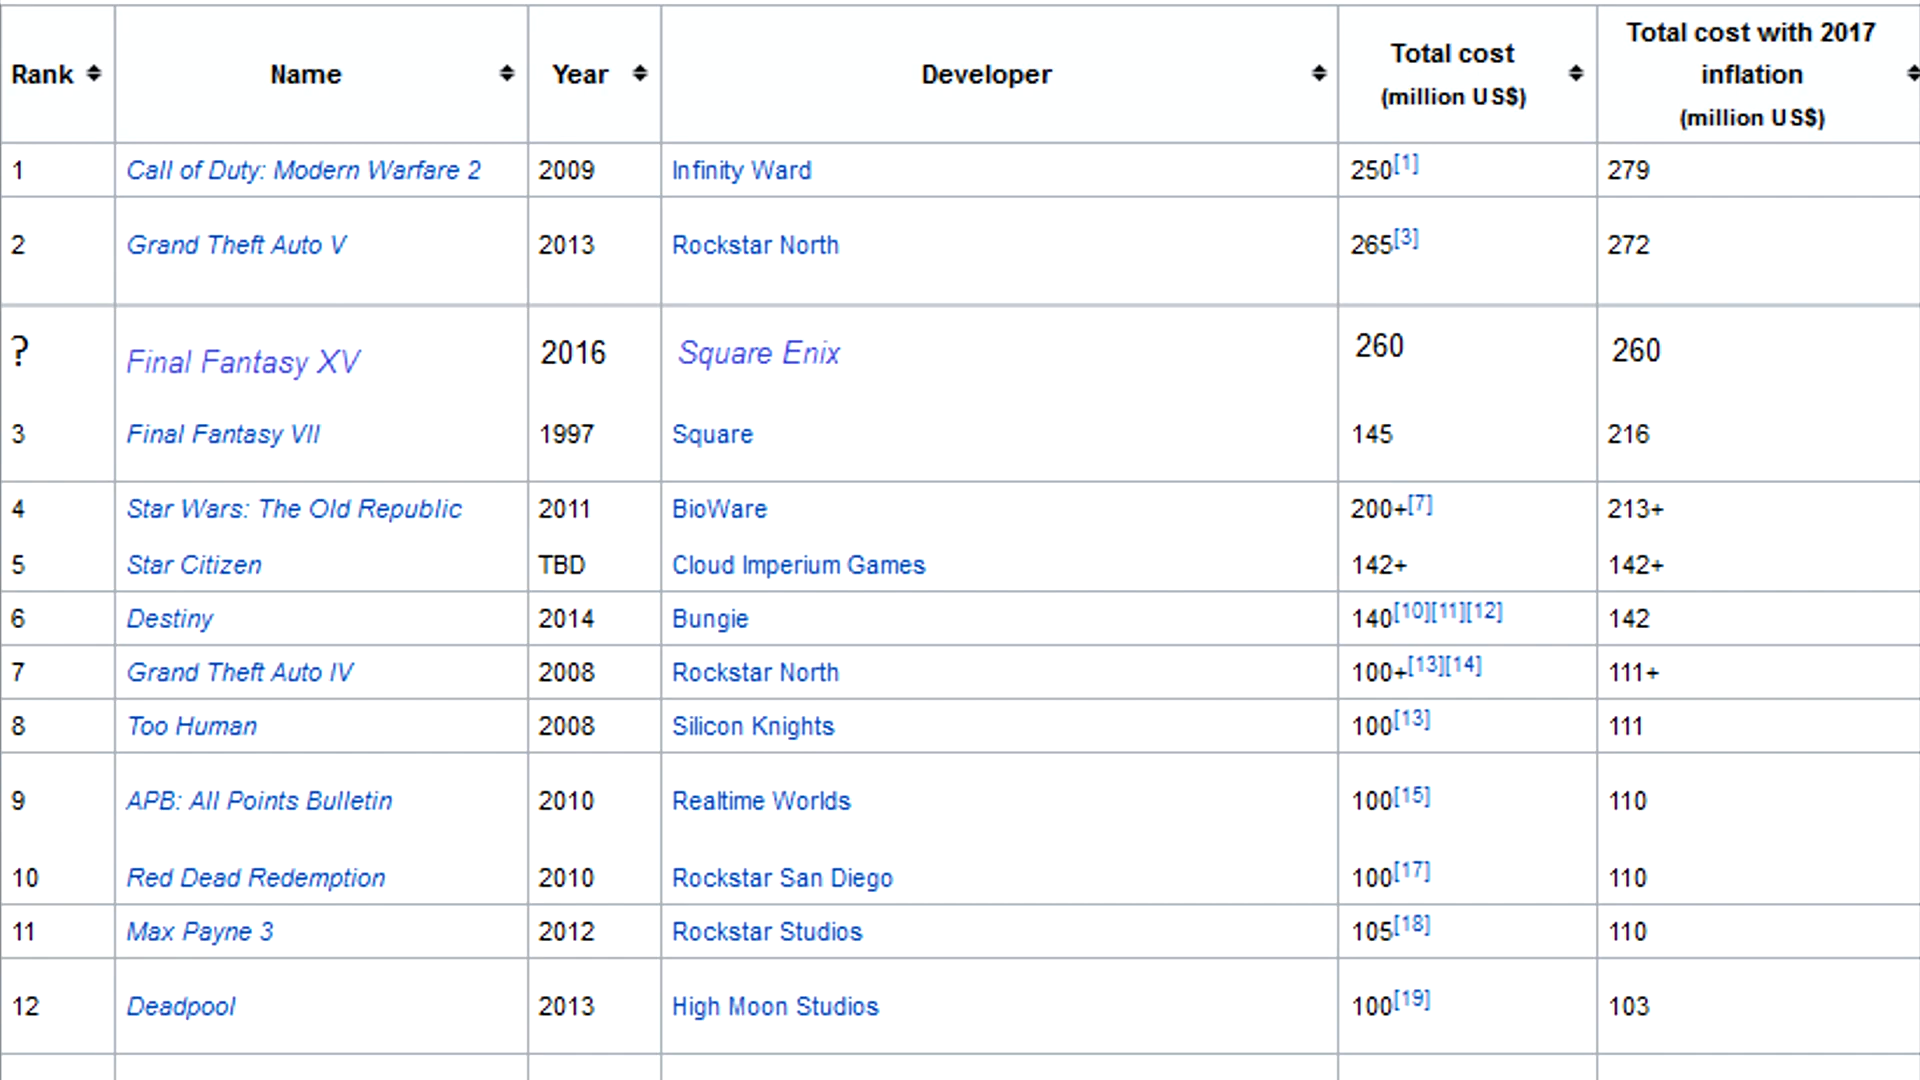 Rank Name Year Developer Total cost (million US$) Total cost with 2017 inflation (million US$)
1 Call of Duty: Modern Warfare 2 2009 Infinity Ward 250[1] 279
2 Grand Theft Auto V 2013 Rockstar North 265[3] 272
? Final Fantasy XV 2016 Square Enix 260 260
3 Final Fantasy VII 1997 Square 145 216
4 Star Wars: The Old Republic 2011 BioWare 200+[7] 213+
5 Star Citizen TBD Cloud Imperium Games 142+ 142+
6 Destiny 2014 Bungie 140[10][11][12] 142
7 Grand Theft Auto IV 2008 Rockstar North 100+[13][14] 111+
8 Too Human 2008 Silicon Knights 100[13] 111
9 APB: All Points Bulletin 2010 Realtime Worlds 100[15] 110
10 Red Dead Redemption 2010 Rockstar San Diego 100[17] 110
11 Max Payne 3 2012 Rockstar Studios 105[18] 110
12 Deadpool 2013 High Moon Studios 100[19] 103